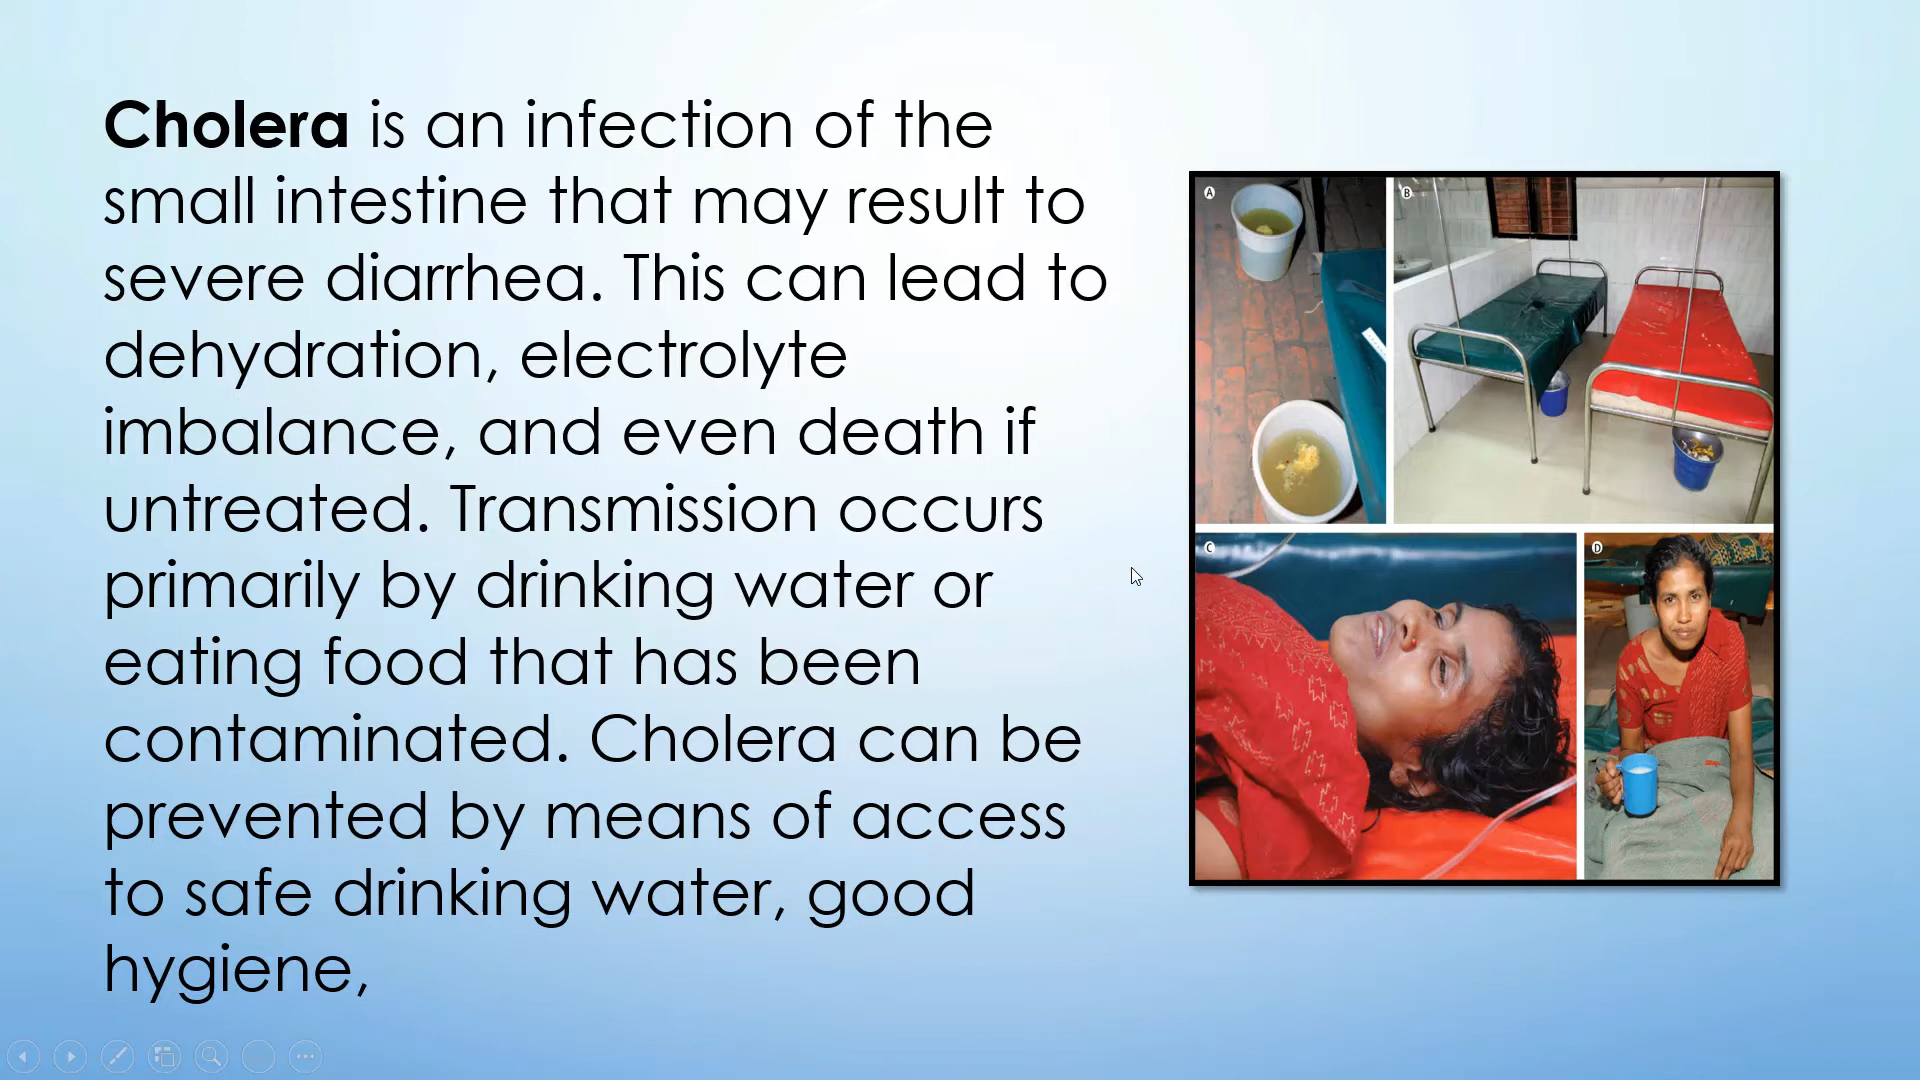 Cholera is an infection of the
small intestine that may result to
severe diarrhea. This can lead to
dehydration, electrolyte
imbalance, and even death if
untreated. Transmission occurs
primarily by drinking water or
eating food that has been
contaminated. Cholera can be
prevented by means of access
to safe drinking water, good
hygiene,
A
B
C
D